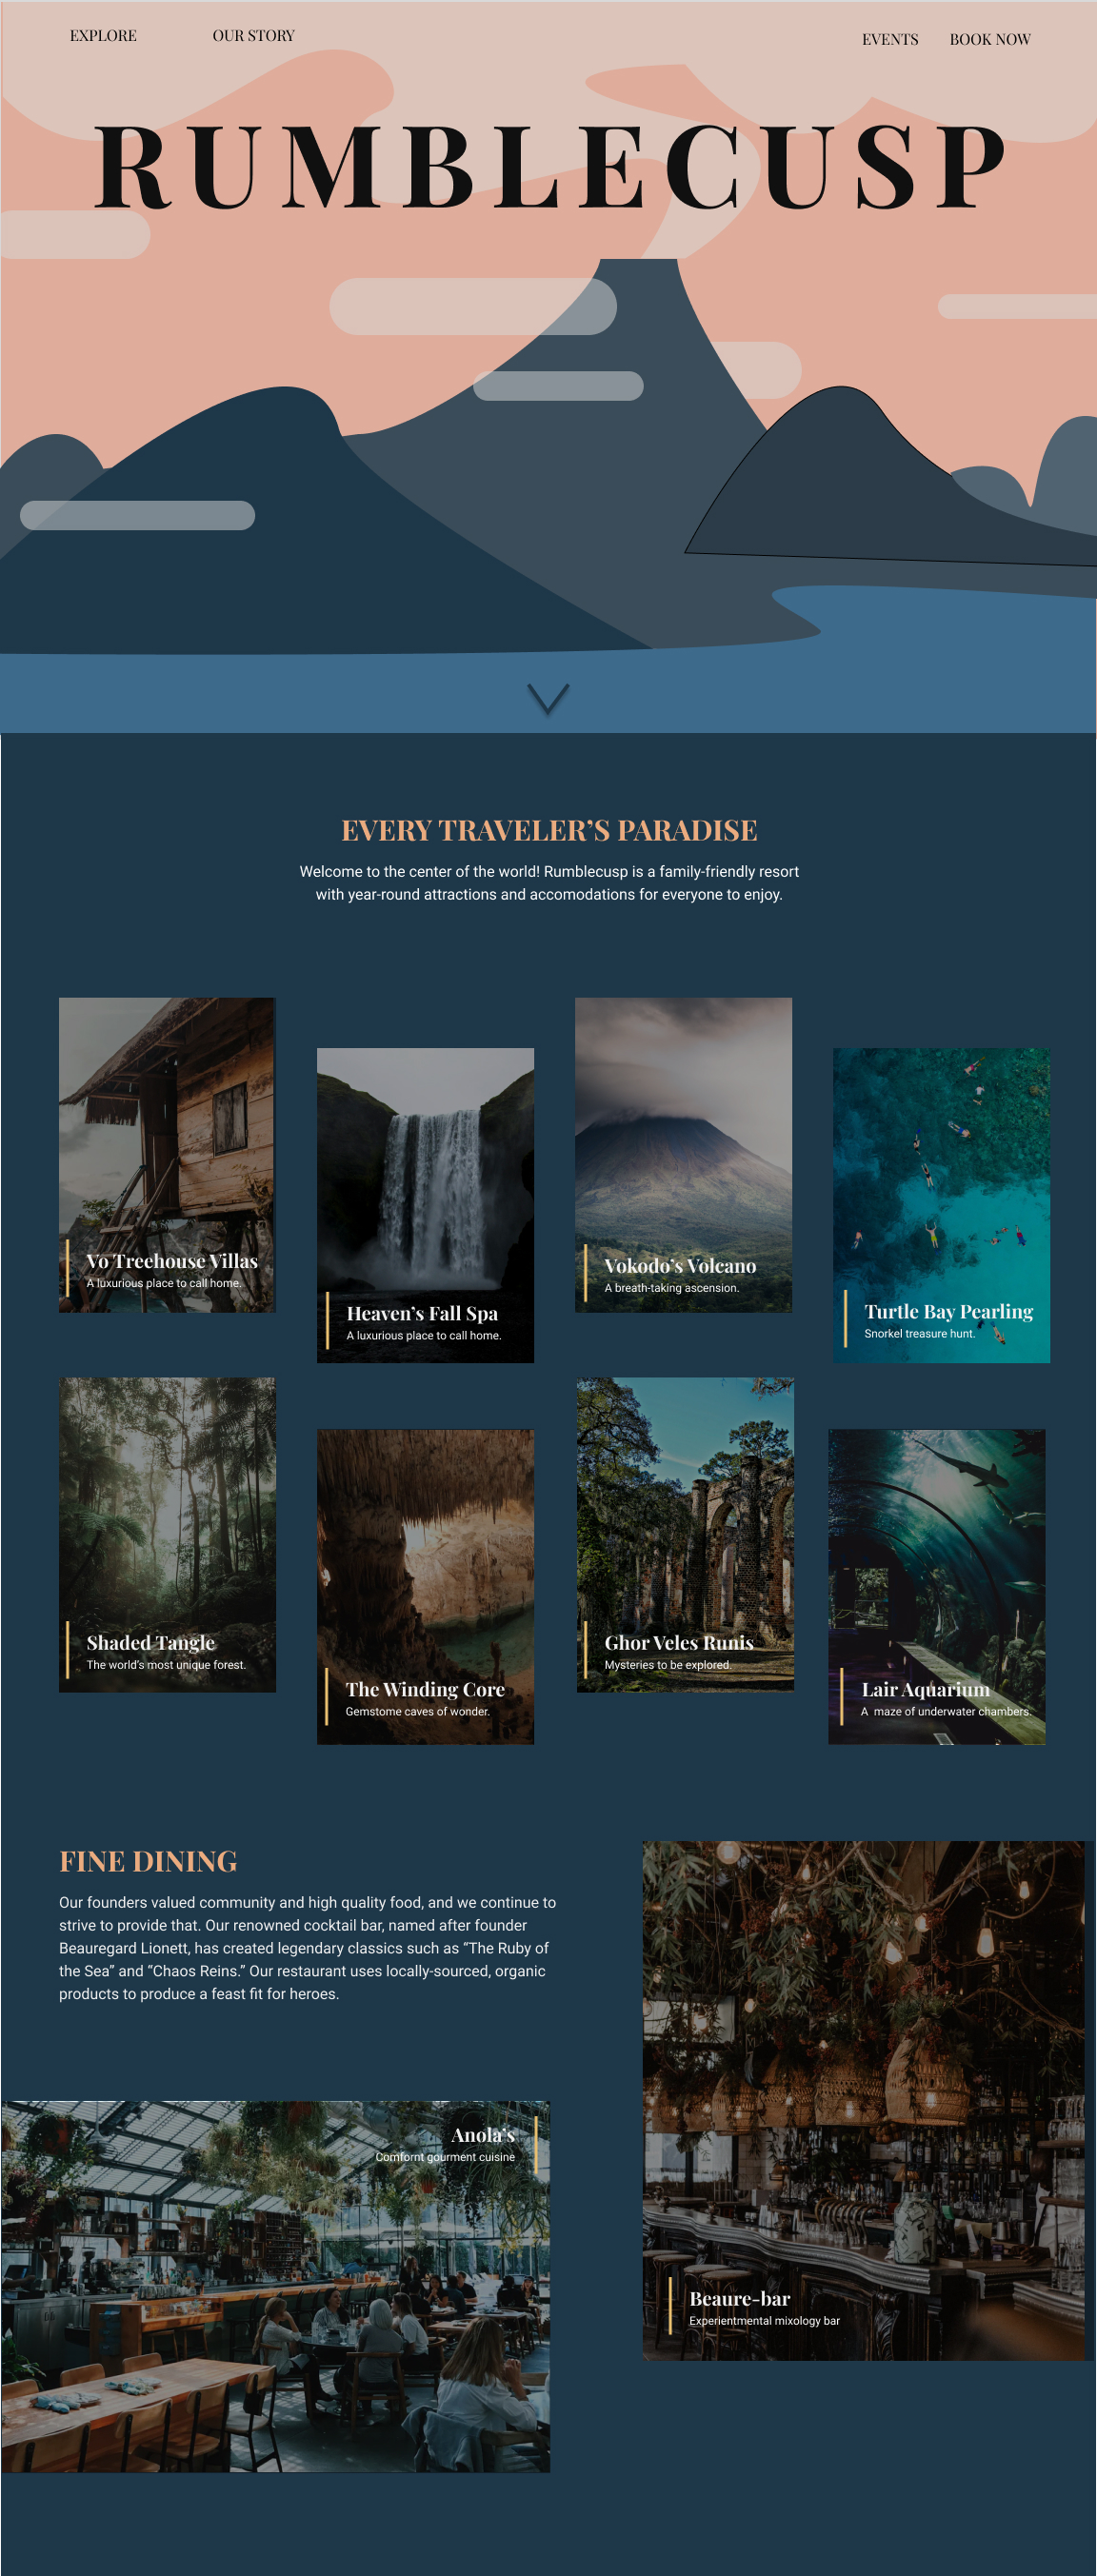 EXPLORE
OUR STORY
EVENTS
BOOK NOW
RUMBLECUSP
EVERY TRAVELER’S PARADISE
Welcome to the center of the world! Rumblecusp is a family-friendly resort
with year-round attractions and accomodations for everyone to enjoy.
Vo Treehouse Villas
A luxurious place to call home.
Heaven’s Fall Spa
A luxurious place to call home.
Vokodo’s Volcano
A breath-taking ascension.
Turtle Bay Pearling
Snorkel treasure hunt.
Shaded Tangle
The world’s most unique forest.
The Winding Core
Gemstome caves of wonder.
Ghor Veles Runis
Mysteries to be explored.
Lair Aquarium
A  maze of underwater chambers.
FINE DINING
Our founders valued community and high quality food, and we continue to
strive to provide that. Our renowned cocktail bar, named after founder
Beauregard Lionett, has created legendary classics such as “The Ruby of
the Sea” and “Chaos Reins.” Our restaurant uses locally-sourced, organic
products to produce a feast fit for heroes.
Anola’s
Comfornt gourment cuisine
Beaure-bar
Experientmental mixology bar